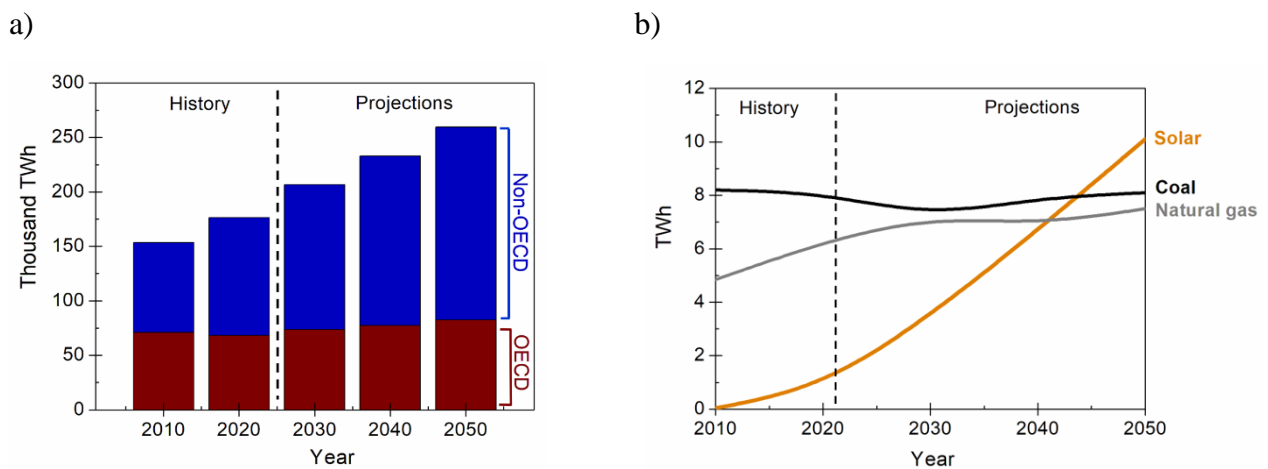 a)
300
250
200
150
100
50
0
Thousand TWh
History
Projections
Non-OECD
OECD
2010 2020 2030 2040 2050
Year
b)
12
10
8
6
4
2
0
TWh
History
Projections
Solar
Coal
Natural gas
2010 2020 2030 2040 2050
Year